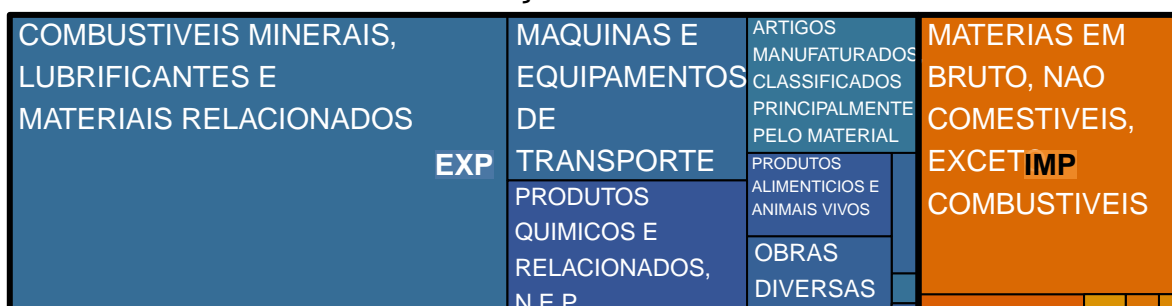 COMBUSTIVEIS MINERAIS,
LUBRIFICANTES E
MATERIAIS RELACIONADOS
EXP
MAQUINAS E
EQUIPAMENTOS
DE
TRANSPORTE
PRODUTOS
QUIMICOS E
RELACIONADOS,
N.E.P.
ARTIGOS
MANUFATURADOS
CLASSIFICADOS
PRINCIPALMENTE
PELO MATERIAL
PRODUTOS
ALIMENTICIOS E
ANIMAIS VIVOS
OBRAS
DIVERSAS
MATERIAS EM
BRUTO, NAO
COMESTIVEIS,
EXCETO
IMP
COMBUSTIVEIS